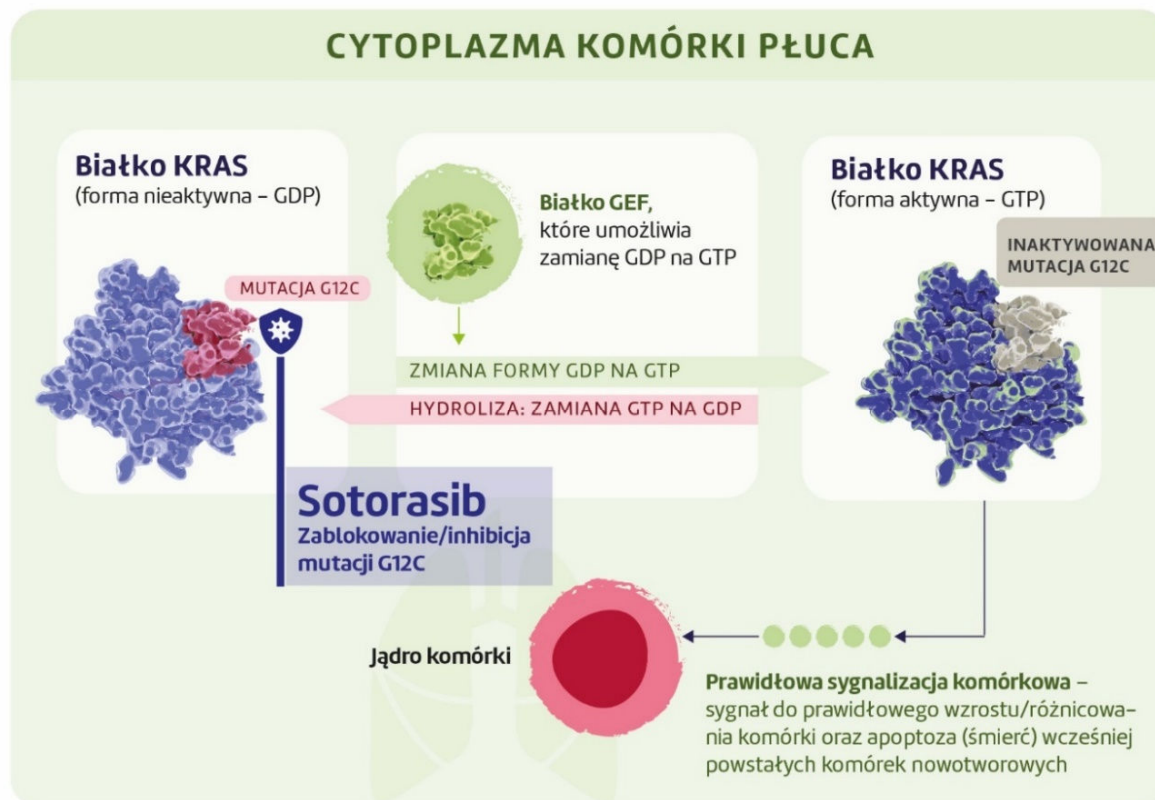 CYTOPLAZMA KOMÓRKI PŁUCA
Białko KRAS
(forma nieaktywna – GDP)
MUTACJA G12C
Białko GEF,
które umożliwia
zamianę GDP na GTP
ZMIANA FORMY GDP NA GTP
HYDROLIZA: ZAMIANA GTP NA GDP
Białko KRAS
(forma aktywna – GTP)
INAKTYWOWANA
MUTACJA G12C
Sotorasib
Zablokowanie/inhibicja
mutacji G12C
Jądro komórki
Prawidłowa sygnalizacja komórkowa –
sygnał do prawidłowego wzrostu/różnicowa-
nia komórki oraz apoptoza (śmierć) wcześniej
powstałych komórek nowotworowych